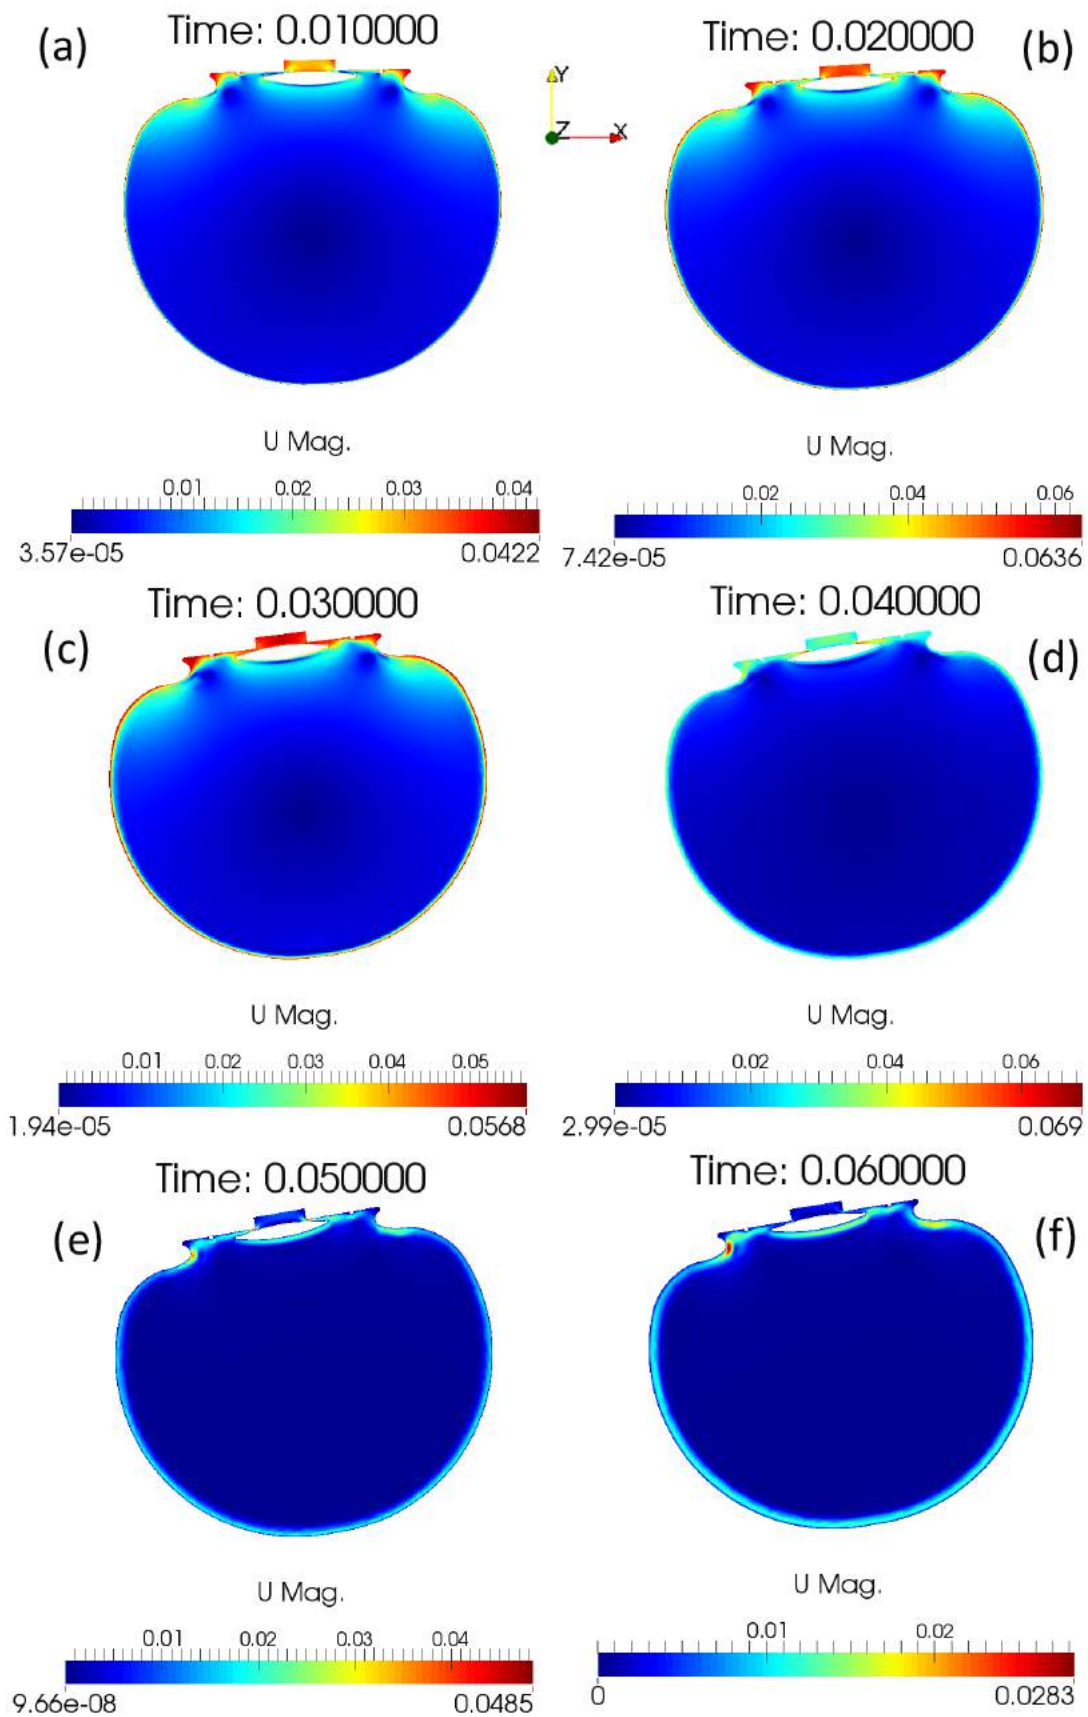 (a)
Time: 0.010000
Time: 0.020000
(b)
Y
Z
X
U Mag.
0.01 0.02 0.03 0.04
3.57e-05 0.0422
U Mag.
0.02 0.04 0.06
7.42e-05 0.0636
Time: 0.030000
(c)
Time: 0.040000
(d)
U Mag.
0.01 0.02 0.03 0.04 0.05
1.94e-05 0.0568
U Mag.
0.02 0.04 0.06
2.99e-05 0.069
Time: 0.050000
(e)
Time: 0.060000
(f)
U Mag.
0.01 0.02 0.03 0.04
9.66e-08 0.0485
U Mag.
0.01 0.02
0 0.0283